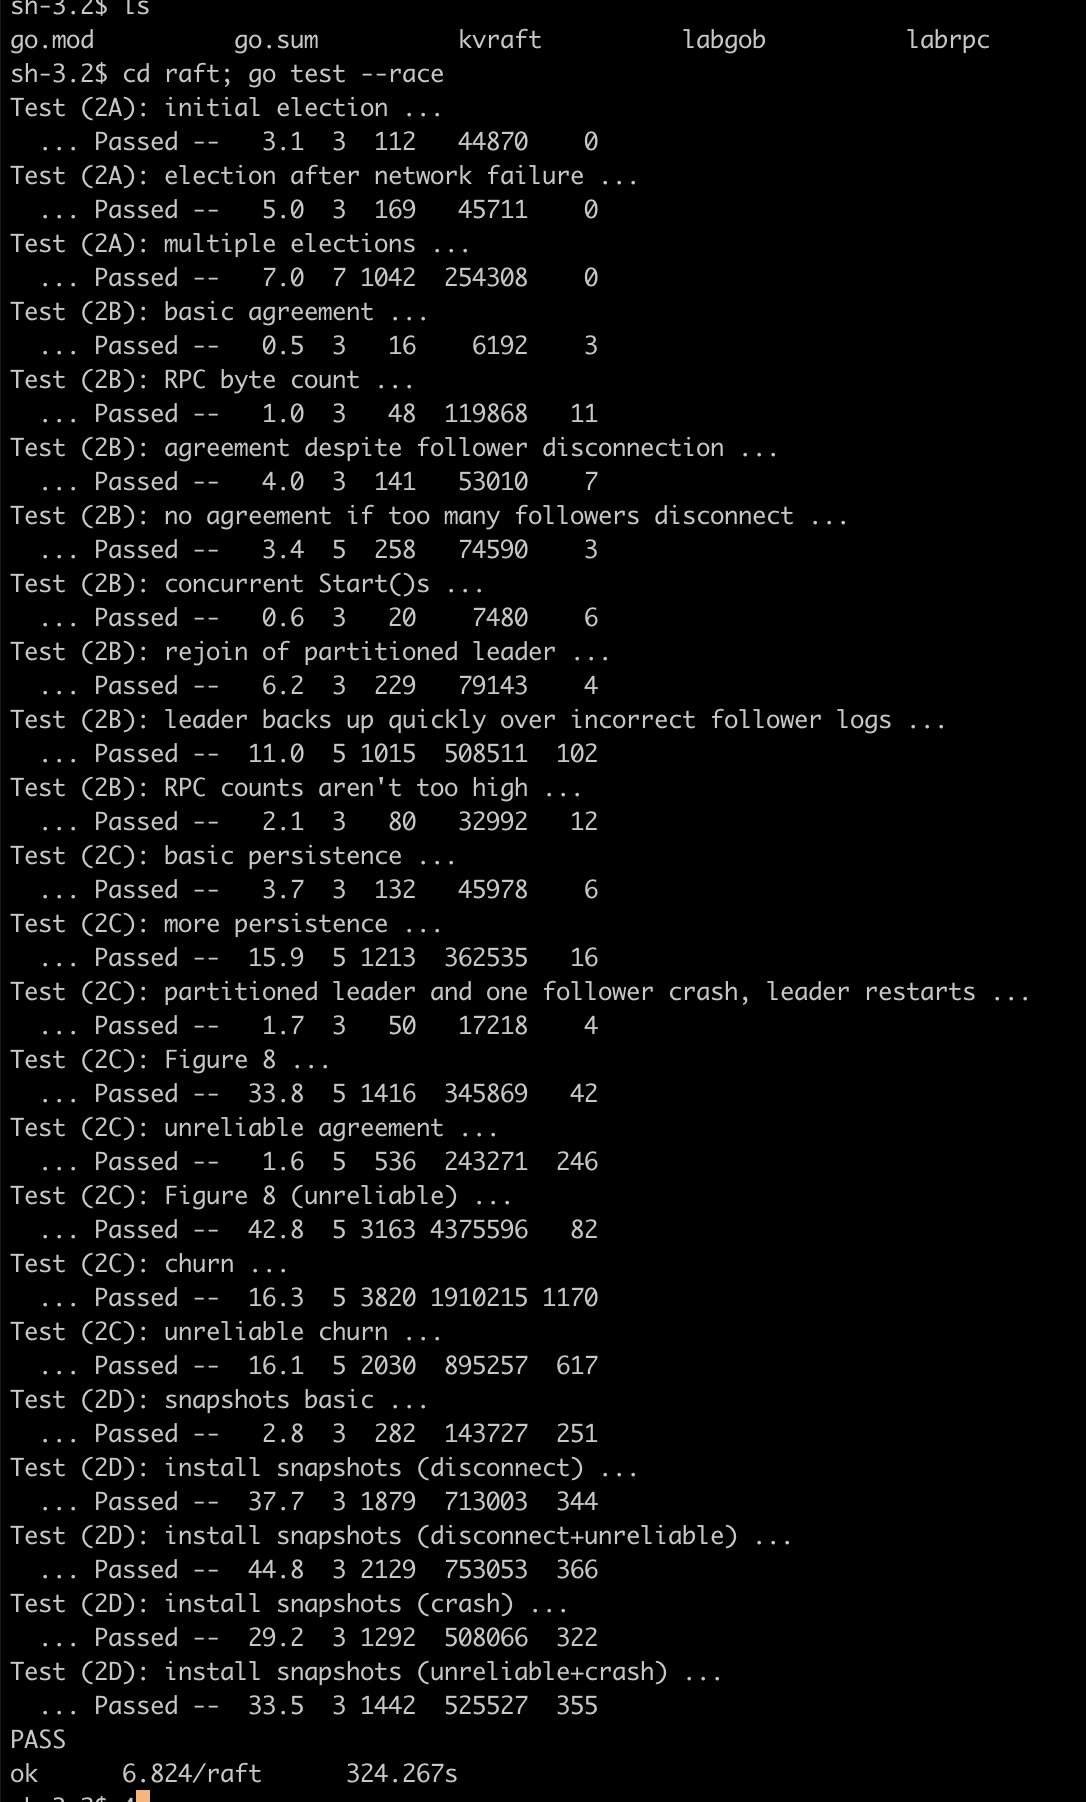 sh-3.2$ ls
go.mod          go.sum          kvraft          labgob          labrpc
sh-3.2$ cd raft; go test --race
Test (2A): initial election ...
  ... Passed --   3.1  3  112   44870    0
Test (2A): election after network failure ...
  ... Passed --   5.0  3  169   45711    0
Test (2A): multiple elections ...
  ... Passed --   7.0  7 1042  254308    0
Test (2B): basic agreement ...
  ... Passed --   0.5  3   16    6192    3
Test (2B): RPC byte count ...
  ... Passed --   1.0  3   48  119868   11
Test (2B): agreement despite follower disconnection ...
  ... Passed --   4.0  3  141   53010    7
Test (2B): no agreement if too many followers disconnect ...
  ... Passed --   3.4  5  258   74590    3
Test (2B): concurrent Start()s ...
  ... Passed --   0.6  3   20    7480    6
Test (2B): rejoin of partitioned leader ...
  ... Passed --   6.2  3  229   79143    4
Test (2B): leader backs up quickly over incorrect follower logs ...
  ... Passed --  11.0  5 1015  508511  102
Test (2B): RPC counts aren't too high ...
  ... Passed --   2.1  3   80   32992   12
Test (2C): basic persistence ...
  ... Passed --   3.7  3  132   45978    6
Test (2C): more persistence ...
  ... Passed --  15.9  5 1213  362535   16
Test (2C): partitioned leader and one follower crash, leader restarts ...
  ... Passed --   1.7  3   50   17218    4
Test (2C): Figure 8 ...
  ... Passed --  33.8  5 1416  345869   42
Test (2C): unreliable agreement ...
  ... Passed --   1.6  5  536  243271  246
Test (2C): Figure 8 (unreliable) ...
  ... Passed --  42.8  5 3163 4375596   82
Test (2C): churn ...
  ... Passed --  16.3  5 3820 1910215 1170
Test (2C): unreliable churn ...
  ... Passed --  16.1  5 2030  895257  617
Test (2D): snapshots basic ...
  ... Passed --   2.8  3  282  143727  251
Test (2D): install snapshots (disconnect) ...
  ... Passed --  37.7  3 1879  713003  344
Test (2D): install snapshots (disconnect+unreliable) ...
  ... Passed --  44.8  3 2129  753053  366
Test (2D): install snapshots (crash) ...
  ... Passed --  29.2  3 1292  508066  322
Test (2D): install snapshots (unreliable+crash) ...
  ... Passed --  33.5  3 1442  525527  355
PASS
ok      6.824/raft      324.267s
sh-3.2$